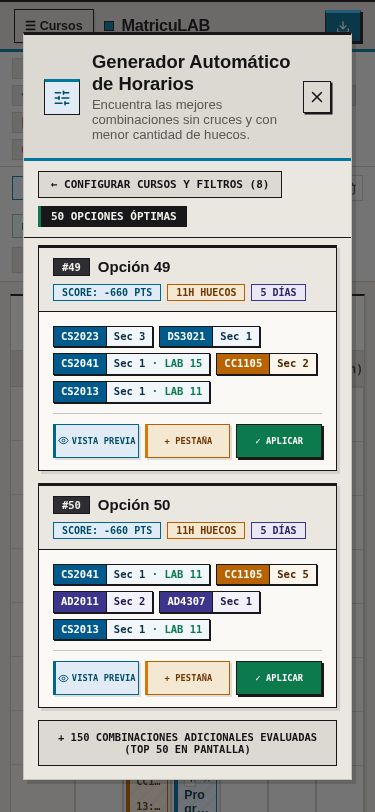 ☰ Cursos
MatricuLAB
Generador Automático
de Horarios
Encuentra las mejores
combinaciones sin cruces y con
menor cantidad de huecos.
← CONFIGURAR CURSOS Y FILTROS (8)
50 OPCIONES ÓPTIMAS
#49 Opción 49
SCORE: -660 PTS 11H HUECOS 5 DÍAS
CS2023 Sec 3 DS3021 Sec 1
CS2041 Sec 1 · LAB 15 CC1105 Sec 2
CS2013 Sec 1 · LAB 11
VISTA PREVIA + PESTAÑA ✓ APLICAR
#50 Opción 50
SCORE: -660 PTS 11H HUECOS 5 DÍAS
CS2041 Sec 1 · LAB 11 CC1105 Sec 5
AD2011 Sec 2 AD4307 Sec 1
CS2013 Sec 1 · LAB 11
VISTA PREVIA + PESTAÑA ✓ APLICAR
+ 150 COMBINACIONES ADICIONALES EVALUADAS
(TOP 50 EN PANTALLA)
13:…
Pro
gr…